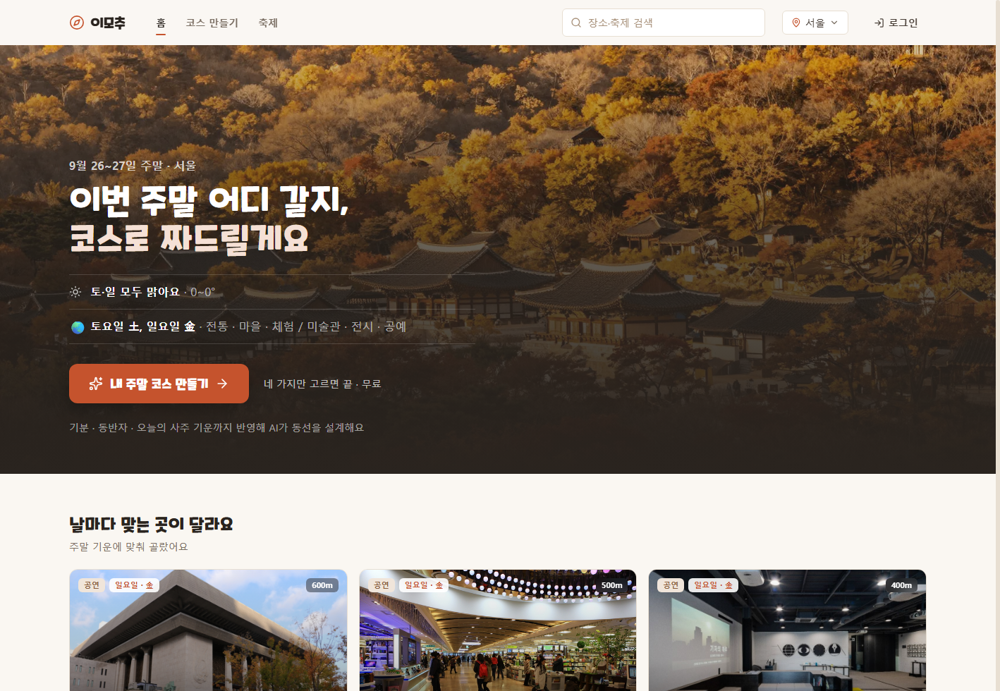 이모추
홈
코스 만들기
축제
장소·축제 검색
서울
로그인
9월 26~27일 주말 · 서울
이번 주말 어디 갈지,
코스로 짜드릴게요
토·일 모두 맑아요 · 0~0°
토요일 土, 일요일 金 · 전통 · 마을 · 체험 / 미술관 · 전시 · 공예
내 주말 코스 만들기
네 가지만 고르면 끝 · 무료
기분 · 동반자 · 오늘의 사주 기운까지 반영해 AI가 동선을 설계해요
날마다 맞는 곳이 달라요
주말 기운에 맞춰 골랐어요
공연
일요일 · 金
600m
공연
일요일 · 金
500m
공연
일요일 · 金
400m